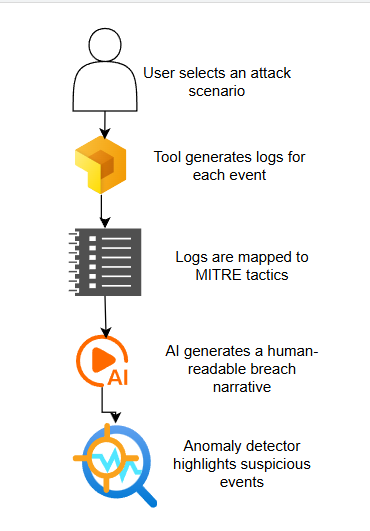 User selects an attack
scenario
Tool generates logs for
each event
Logs are mapped to
MITRE tactics
AI generates a human-
readable breach
narrative
AI
Anomaly detector
highlights suspicious
events